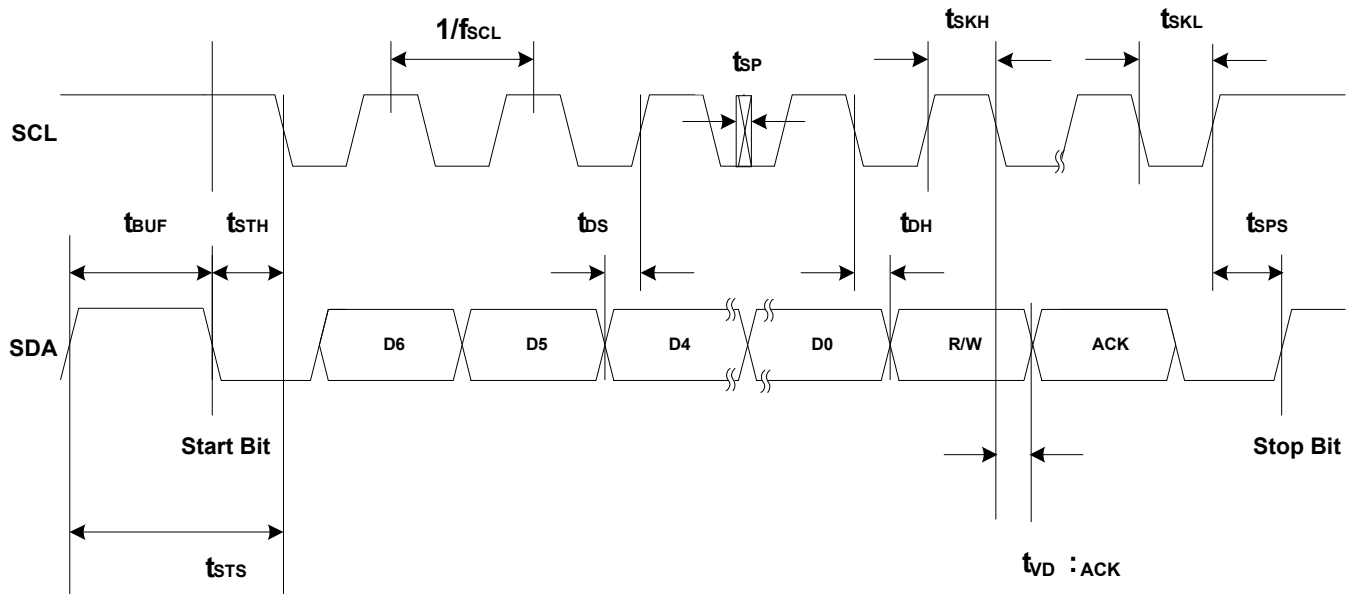 1/fSCL
tSKH
tSKL
tSP
SCL
tBUF
tSTH
tDS
tDH
tSPS
SDA
D6
D5
D4
D0
R/W
ACK
Start Bit
Stop Bit
tSTS
tVD :ACK